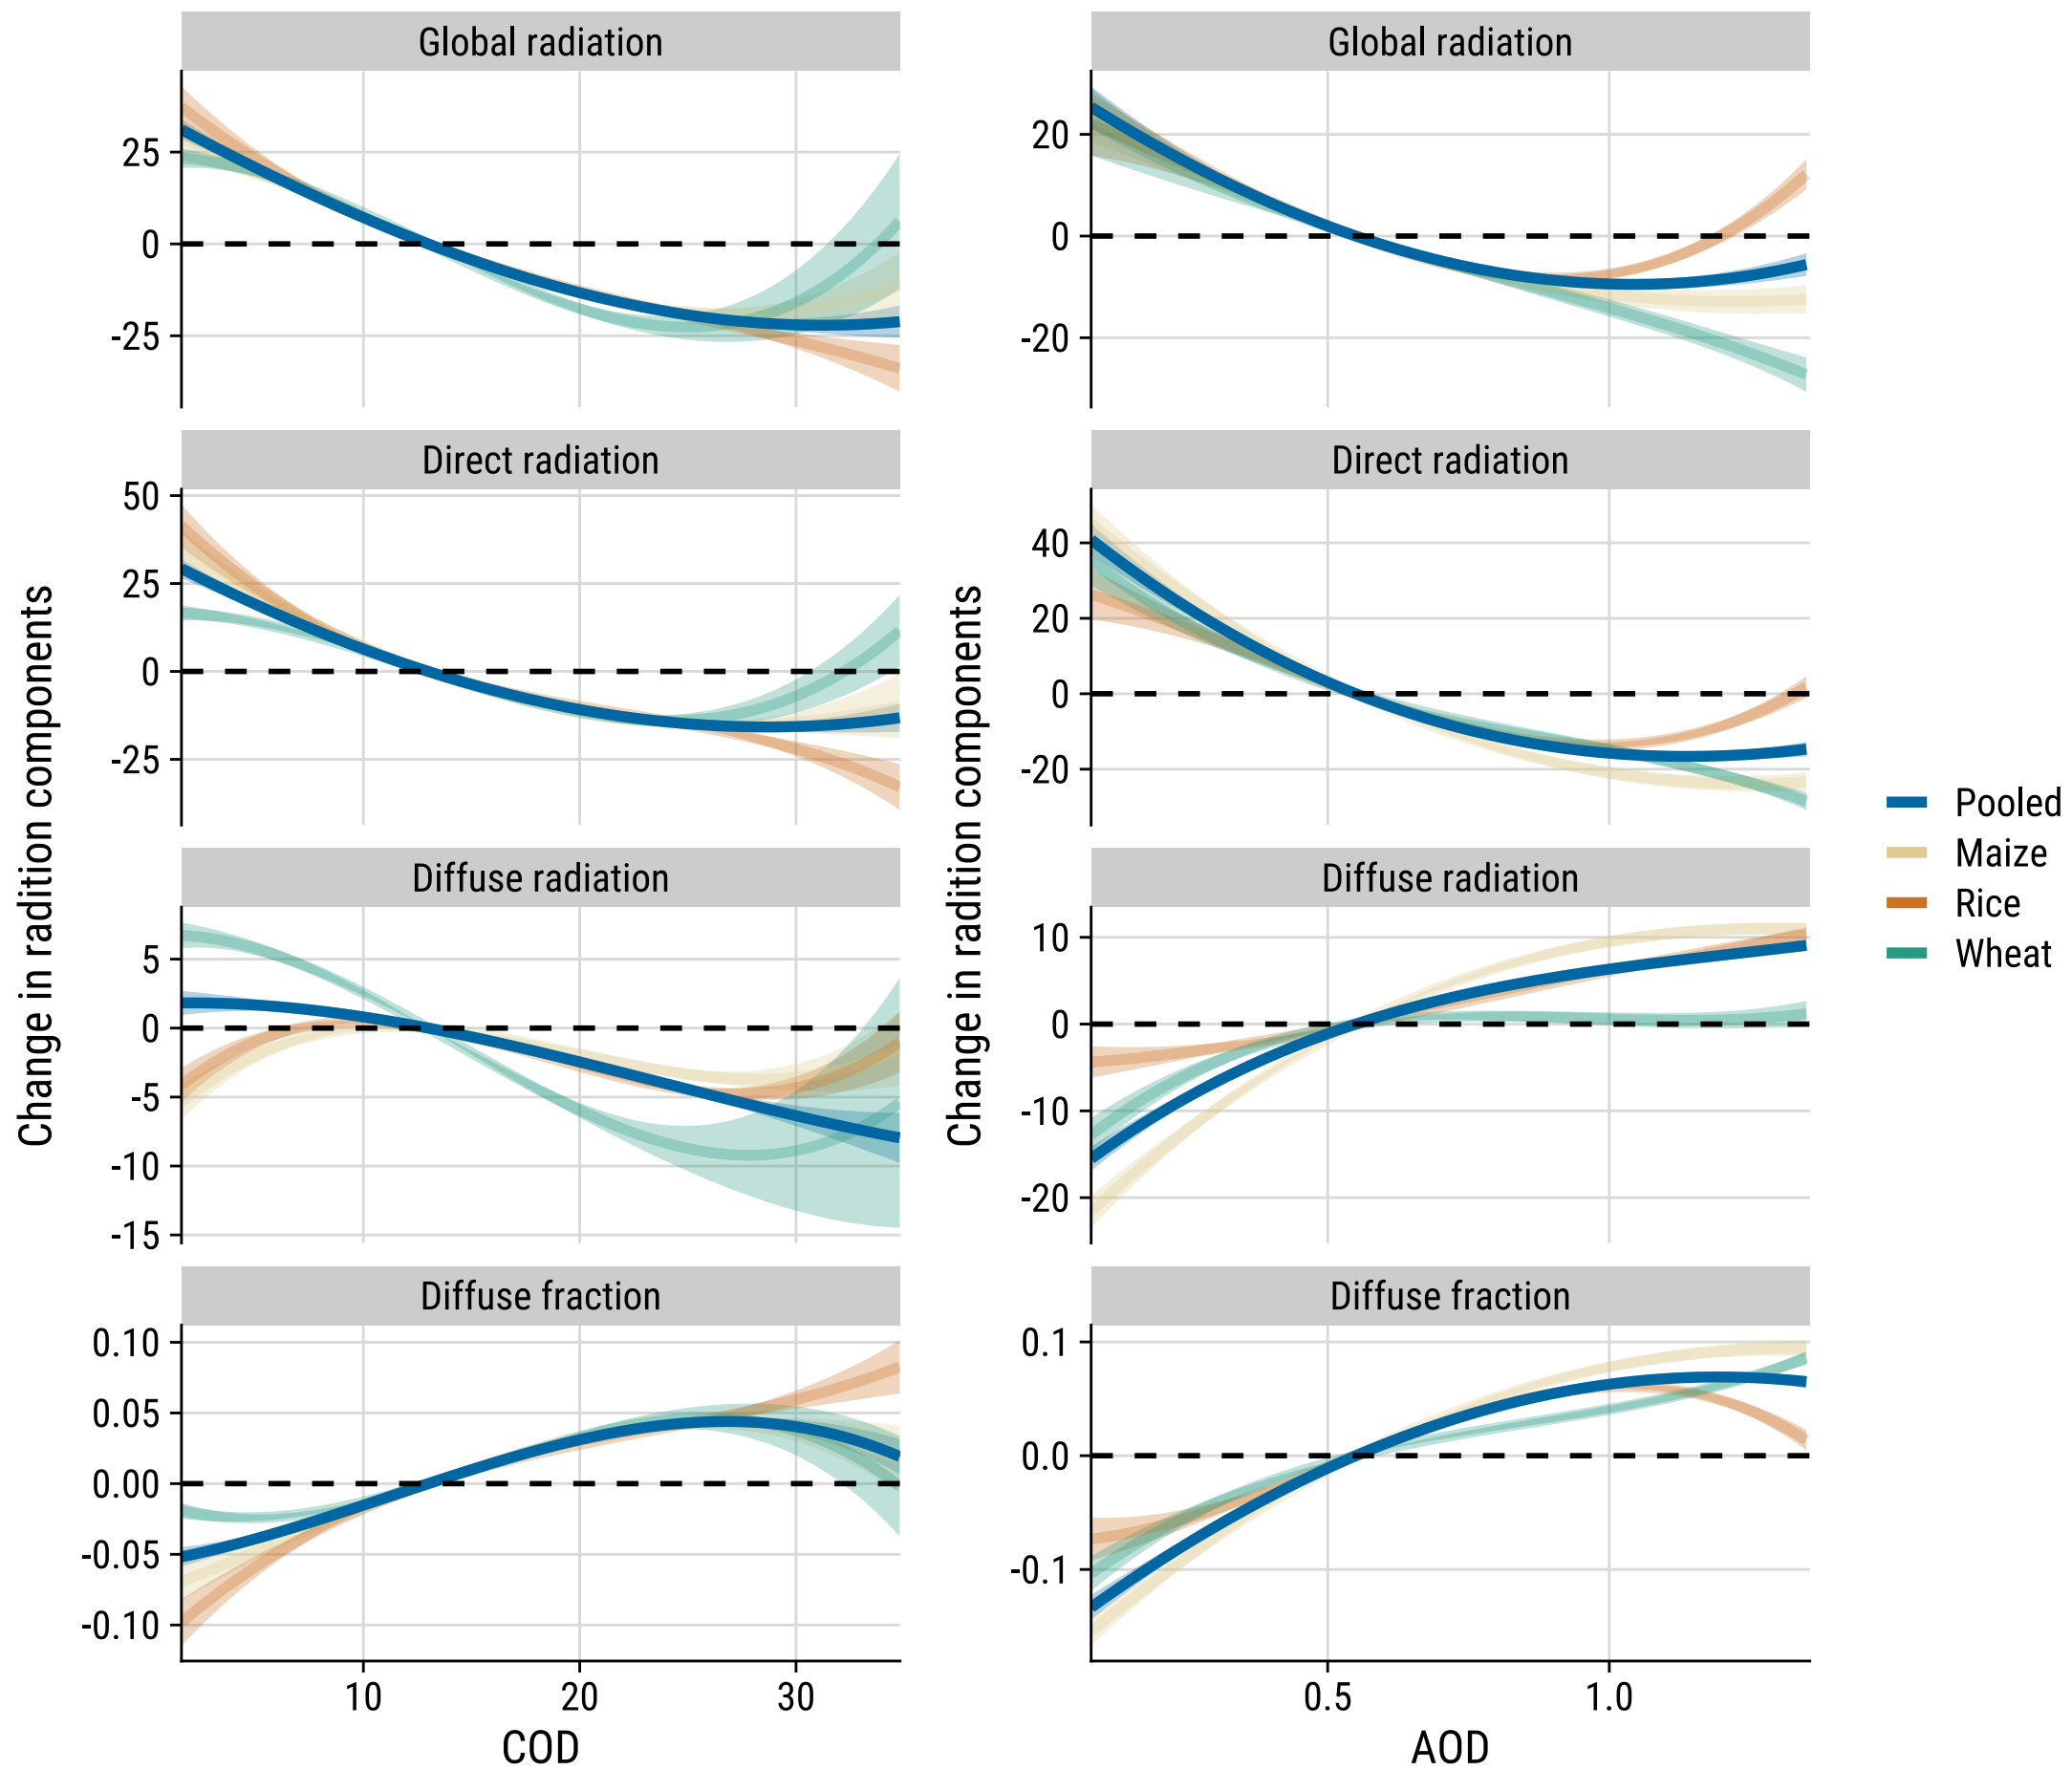 Global radiation
25
0
-25
Direct radiation
50
25
0
-25
Diffuse radiation
5
0
-5
-10
-15
Diffuse fraction
0.10
0.05
0.00
-0.05
-0.10
10 20 30
COD
Change in radition components
Global radiation
20
0
-20
Direct radiation
40
20
0
-20
Diffuse radiation
10
0
-10
-20
Diffuse fraction
0.1
0.0
-0.1
0.5 1.0
AOD
Change in radition components
Pooled
Maize
Rice
Wheat